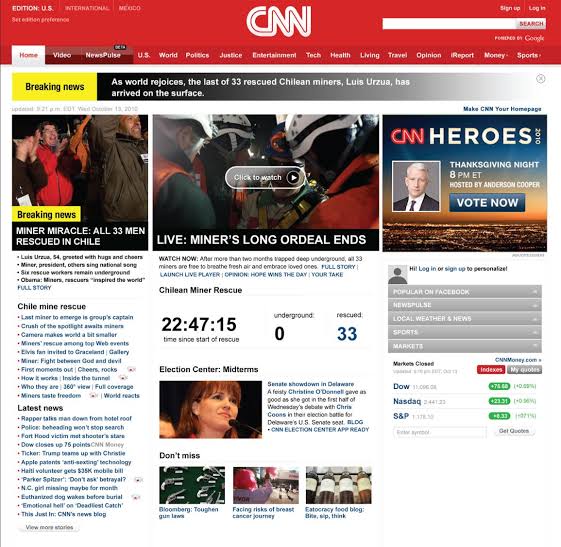 EDITION: U.S. INTERNATIONAL MÉXICO
Set edition preference
CNN
Sign up Log in
SEARCH
POWERED BY Google
Home Video NewsPulse BETA U.S. World Politics Justice Entertainment Tech Health Living Travel Opinion iReport Money Sports
Breaking news
As world rejoices, the last of 33 rescued Chilean miners, Luis Urzua, has
arrived on the surface.
updated 9:21 p.m. EDT, Wed October 13, 2010
Make CNN Your Homepage
Breaking news
MINER MIRACLE: ALL 33 MEN
RESCUED IN CHILE
• Luis Urzua, 54, greeted with hugs and cheers
• Miner, president, others sing national song
• Six rescue workers remain underground
• Obama: Miners, rescuers "inspired the world"
FULL STORY
Chile mine rescue
• Last miner to emerge is group's captain
• Crush of the spotlight awaits miners
• Camera makes world a bit smaller
• Miners' rescue among top Web events
• Elvis fan invited to Graceland | Gallery
• Miner: Fight between God and devil
• First moments out | Cheers, rocks
• How it works | Inside the tunnel
• Who they are | 360° view | Full coverage
• Miners taste freedom | World reacts
Latest news
• Rapper talks man down from hotel roof
• Police: beheading won't stop search
• Fort Hood victim met shooter's stare
• Dow closes up 75 points CNN Money
• Ticker: Trump teams up with Christie
• Apple patents 'anti-sexting' technology
• Haiti volunteer gets $35K mobile bill
• 'Parker Spitzer': 'Don't ask' betrayal?
• N.C. girl missing maybe for month
• Euthanized dog wakes before burial
• 'Emotional hell' on 'Deadliest Catch'
• This Just In: CNN's news blog
View more stories
Click to watch
LIVE: MINER'S LONG ORDEAL ENDS
WATCH NOW: After more than two months trapped deep underground, all
33 miners are free to breathe fresh air and embrace loved ones. FULL STORY |
LAUNCH LIVE PLAYER | OPINION: HOPE WINS THE DAY | YOUR TAKE
Chilean Miner Rescue
underground: rescued:
22:47:15 0 33
time since start of rescue
Election Center: Midterms
Senate showdown in Delaware
A feisty Christine O'Donnell gave as
good as she got in the first half of
Wednesday's debate with Chris
Coons in their election battle for
Delaware's U.S. Senate seat. BLOG
• CNN ELECTION CENTER APP READY
Don't miss
Bloomberg: Toughen
gun laws
Facing risks of breast
cancer journey
Eatocracy food blog:
Bite, sip, think
CNN HEROES 2010
THANKSGIVING NIGHT
8 PM ET
HOSTED BY ANDERSON COOPER
VOTE NOW
ADVERTISEMENT
Hi! Log in or sign up to personalize!
POPULAR ON FACEBOOK
NEWSPULSE
LOCAL WEATHER & NEWS
SPORTS
MARKETS
CNNMoney.com »
Markets Closed
Indexes My quotes
Dow 11,096.08 +75.68 (+0.69%)
Nasdaq 2,441.23 +23.31 (+0.96%)
S&P 1,178.10 +8.33 (+0.71%)
Enter symbol Get Quotes